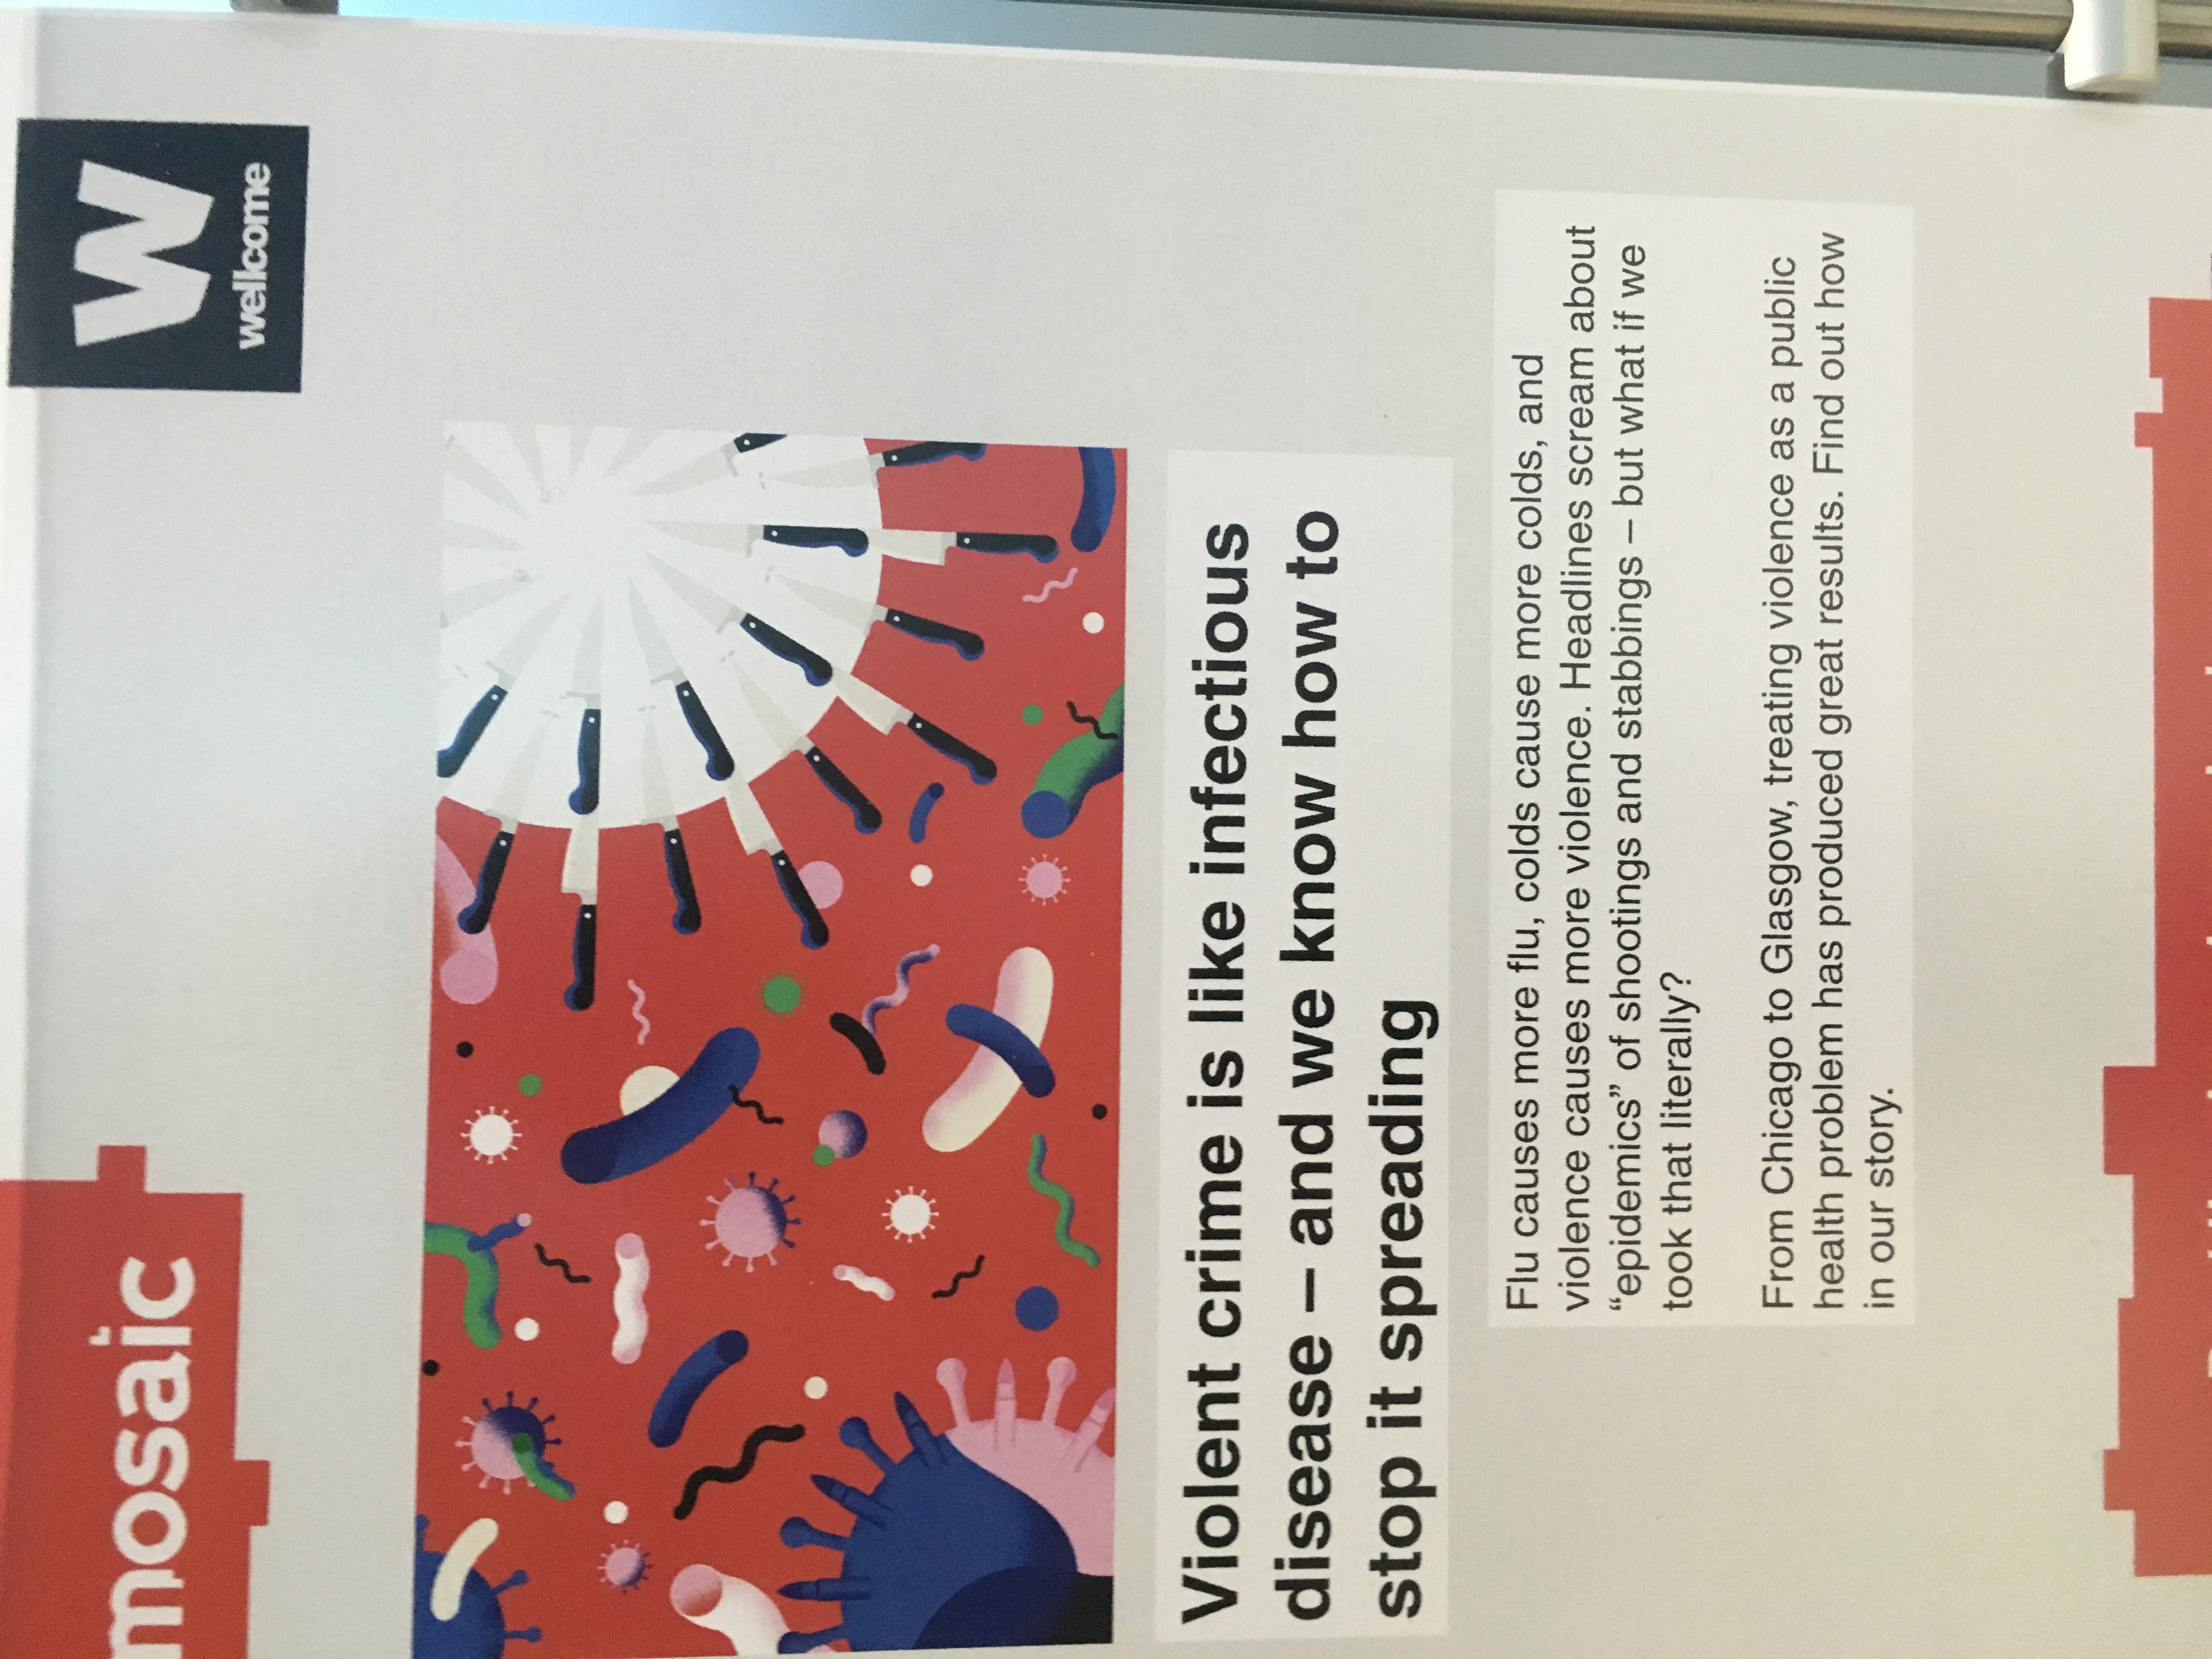 mosaic
W
wellcome
Violent crime is like infectious
disease – and we know how to
stop it spreading
Flu causes more flu, colds cause more colds, and
violence causes more violence. Headlines scream about
“epidemics” of shootings and stabbings – but what if we
took that literally?
From Chicago to Glasgow, treating violence as a public
health problem has produced great results. Find out how
in our story.